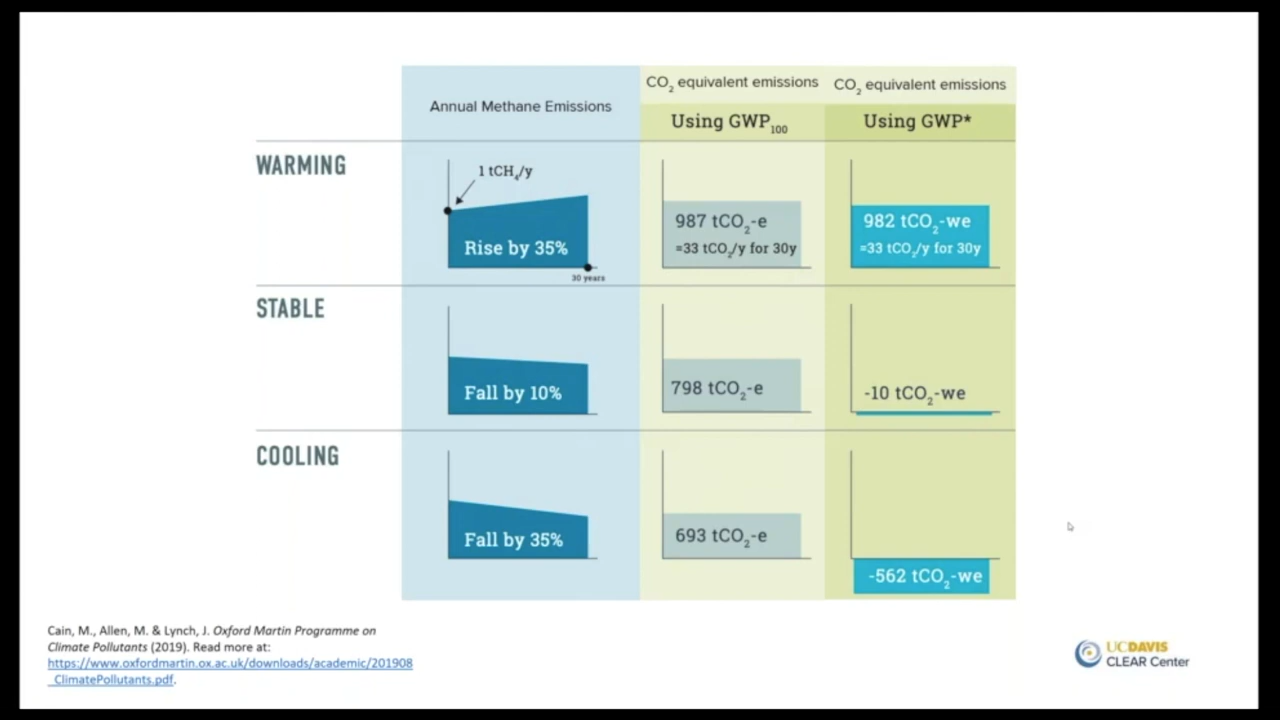 Annual Methane Emissions
CO₂ equivalent emissions
Using GWP₁₀₀
CO₂ equivalent emissions
Using GWP*
WARMING
1 tCH₄/y
Rise by 35%
30 years
987 tCO₂-e
=33 tCO₂/y for 30y
982 tCO₂-we
=33 tCO₂/y for 30y
STABLE
Fall by 10%
798 tCO₂-e
-10 tCO₂-we
COOLING
Fall by 35%
693 tCO₂-e
-562 tCO₂-we
Cain, M., Allen, M. & Lynch, J. Oxford Martin Programme on
Climate Pollutants (2019). Read more at:
https://www.oxfordmartin.ox.ac.uk/downloads/academic/201908
_ClimatePollutants.pdf.
UCDAVIS
CLEAR Center